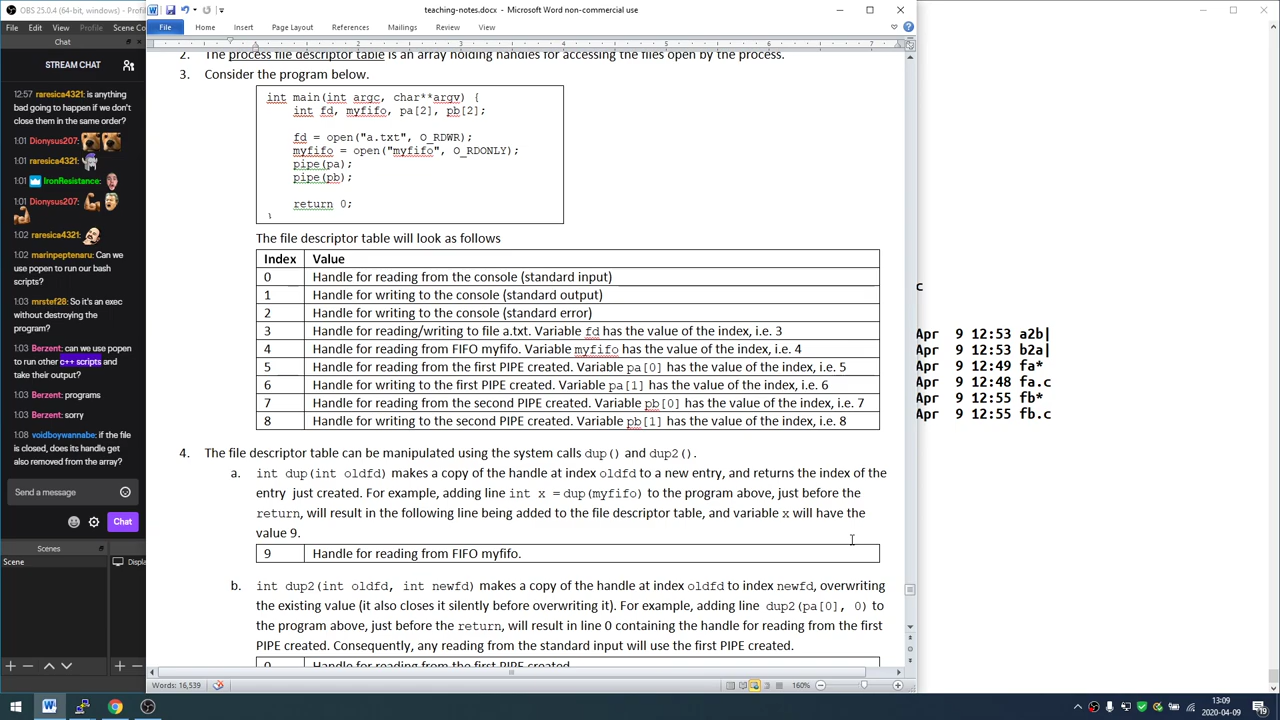 OBS 25.0.4 (64-bit, windows) - Profil
File Edit View Profile Scene Co
Chat
STREAM CHAT
12:57 raresica4321: is anything
bad going to happen if we don't
close them in the same order?
1:01 Dionysus207:
1:01 raresica4321:
1:01 IronResistance:
1:01 Dionysus207:
1:02 raresica4321:
1:02 marinpeptenaru: Can we
use popen to run our bash
scripts?
1:03 mrstef28: So it's an exec
without destroying the
program?
1:03 Berzent: can we use popen
to run other c++ scripts and
take their output?
1:03 Berzent: programs
1:03 Berzent: sorry
1:08 voidboywannabe: if the file
is closed, does its handle get
also removed from the array?
Send a message
Chat
Scenes
Scene
Displa
teaching-notes.docx - Microsoft Word non-commercial use
File Home Insert Page Layout References Mailings Review View
2. The process file descriptor table is an array holding handles for accessing the files open by the process.
3. Consider the program below.
int main(int argc, char**argv) {
int fd, myfifo, pa[2], pb[2];
fd = open("a.txt", O_RDWR);
myfifo = open("myfifo", O_RDONLY);
pipe(pa);
pipe(pb);
return 0;
}
The file descriptor table will look as follows
Index Value
0 Handle for reading from the console (standard input)
1 Handle for writing to the console (standard output)
2 Handle for writing to the console (standard error)
3 Handle for reading/writing to file a.txt. Variable fd has the value of the index, i.e. 3
4 Handle for reading from FIFO myfifo. Variable myfifo has the value of the index, i.e. 4
5 Handle for reading from the first PIPE created. Variable pa[0] has the value of the index, i.e. 5
6 Handle for writing to the first PIPE created. Variable pa[1] has the value of the index, i.e. 6
7 Handle for reading from the second PIPE created. Variable pb[0] has the value of the index, i.e. 7
8 Handle for writing to the second PIPE created. Variable pb[1] has the value of the index, i.e. 8
4. The file descriptor table can be manipulated using the system calls dup() and dup2().
a. int dup(int oldfd) makes a copy of the handle at index oldfd to a new entry, and returns the index of the
entry just created. For example, adding line int x = dup(myfifo) to the program above, just before the
return, will result in the following line being added to the file descriptor table, and variable x will have the
value 9.
9 Handle for reading from FIFO myfifo.
b. int dup2(int oldfd, int newfd) makes a copy of the handle at index oldfd to index newfd, overwriting
the existing value (it also closes it silently before overwriting it). For example, adding line dup2(pa[0], 0) to
the program above, just before the return, will result in line 0 containing the handle for reading from the first
PIPE created. Consequently, any reading from the standard input will use the first PIPE created.
0 Handle for reading from the first PIPE created
Words: 16,539
160%
c
Apr 9 12:53 a2b|
Apr 9 12:53 b2a|
Apr 9 12:49 fa*
Apr 9 12:48 fa.c
Apr 9 12:55 fb*
Apr 9 12:55 fb.c
13:09
2020-04-09